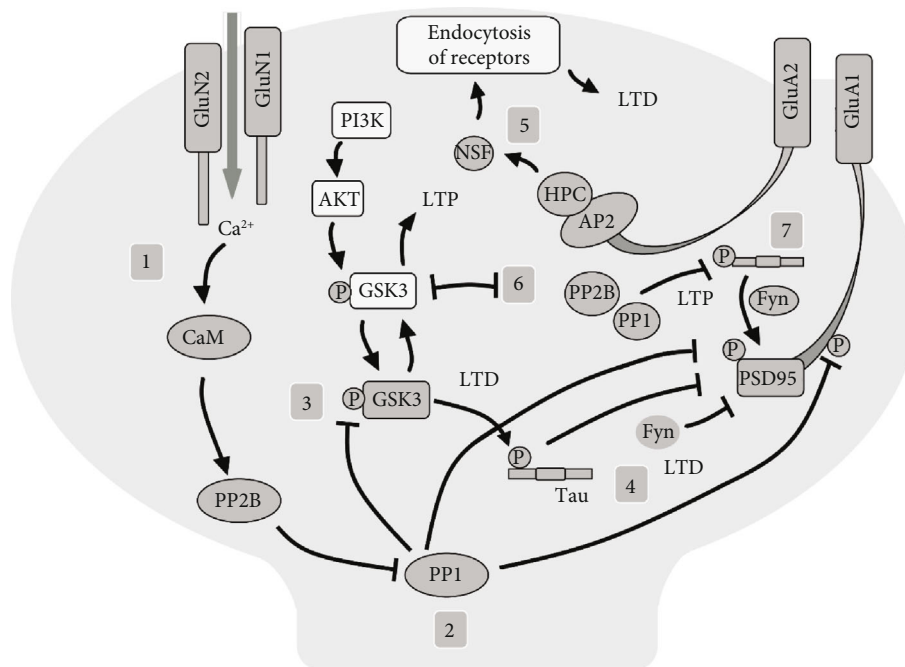 Endocytosis
of receptors
LTD
GluN2
GluN1
GluA2
GluA1
PI3K
5
NSF
AKT
LTP
HPC
AP2
Ca2+
1
7
P
P
GSK3
6
PP2B
PP1
LTP
Fyn
CaM
P
P
PSD95
3
P
GSK3
LTD
Fyn
P
LTD
4
Tau
PP2B
PP1
2